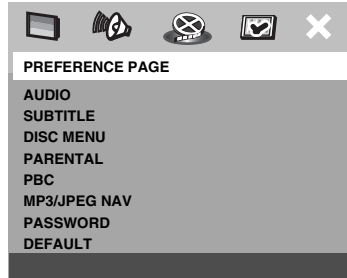 PREFERENCE PAGE
AUDIO
SUBTITLE
DISC MENU
PARENTAL
PBC
MP3/JPEG NAV
PASSWORD
DEFAULT